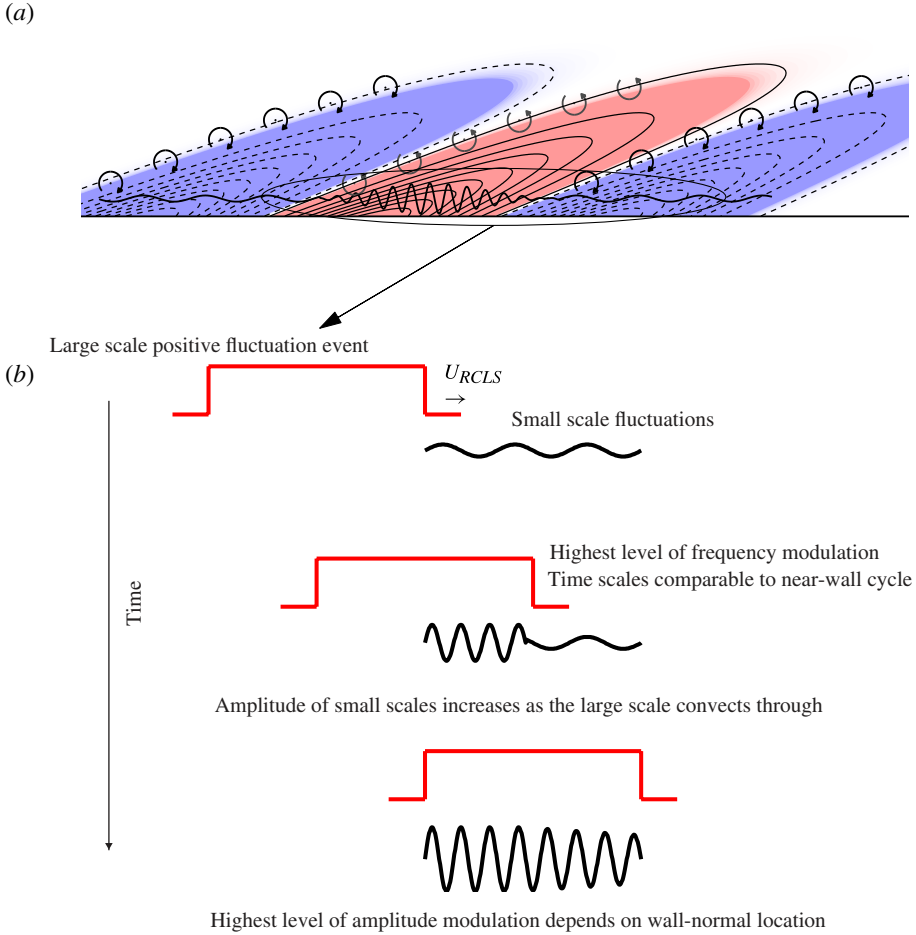 (a)
Large scale positive fluctuation event
(b)
U_RCLS
→
Small scale fluctuations
Highest level of frequency modulation
Time scales comparable to near-wall cycle
Time
Amplitude of small scales increases as the large scale convects through
Highest level of amplitude modulation depends on wall-normal location